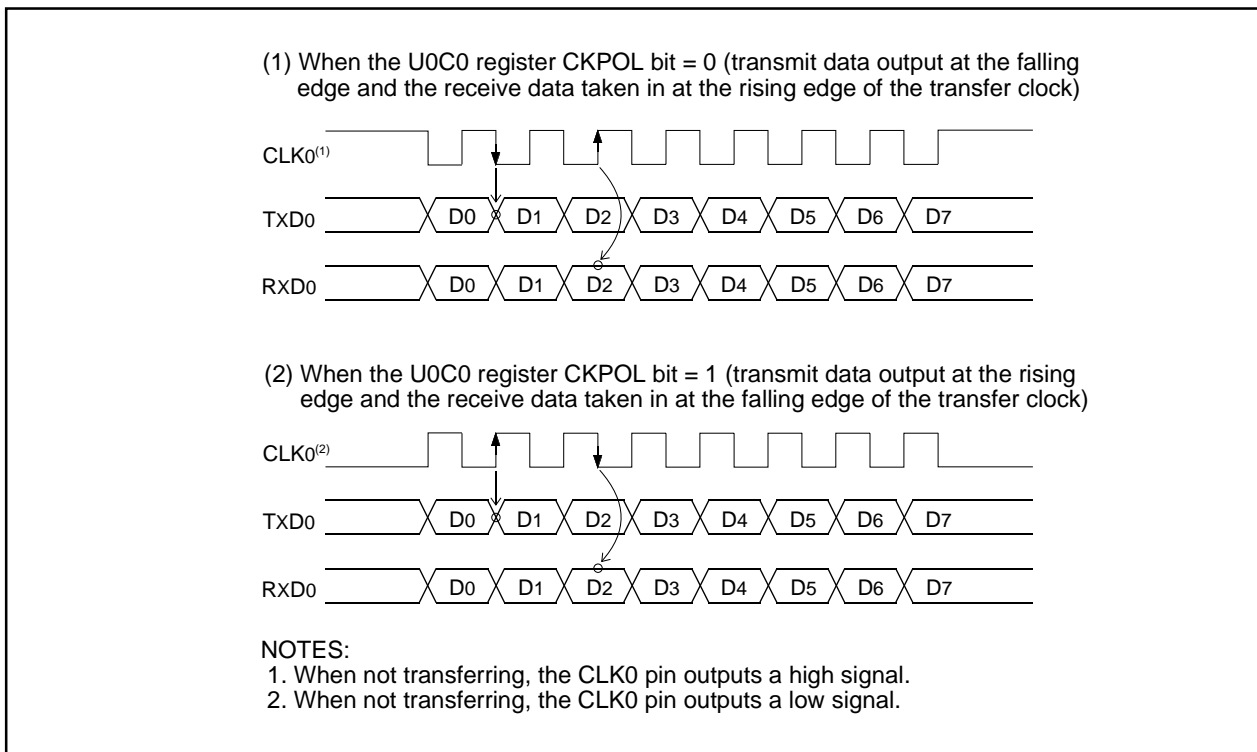 (1) When the U0C0 register CKPOL bit = 0 (transmit data output at the falling
edge and the receive data taken in at the rising edge of the transfer clock)
CLK0(1)
TXD0 D0 D1 D2 D3 D4 D5 D6 D7
RXD0 D0 D1 D2 D3 D4 D5 D6 D7
(2) When the U0C0 register CKPOL bit = 1 (transmit data output at the rising
edge and the receive data taken in at the falling edge of the transfer clock)
CLK0(2)
TXD0 D0 D1 D2 D3 D4 D5 D6 D7
RXD0 D0 D1 D2 D3 D4 D5 D6 D7
NOTES:
1. When not transferring, the CLK0 pin outputs a high signal.
2. When not transferring, the CLK0 pin outputs a low signal.